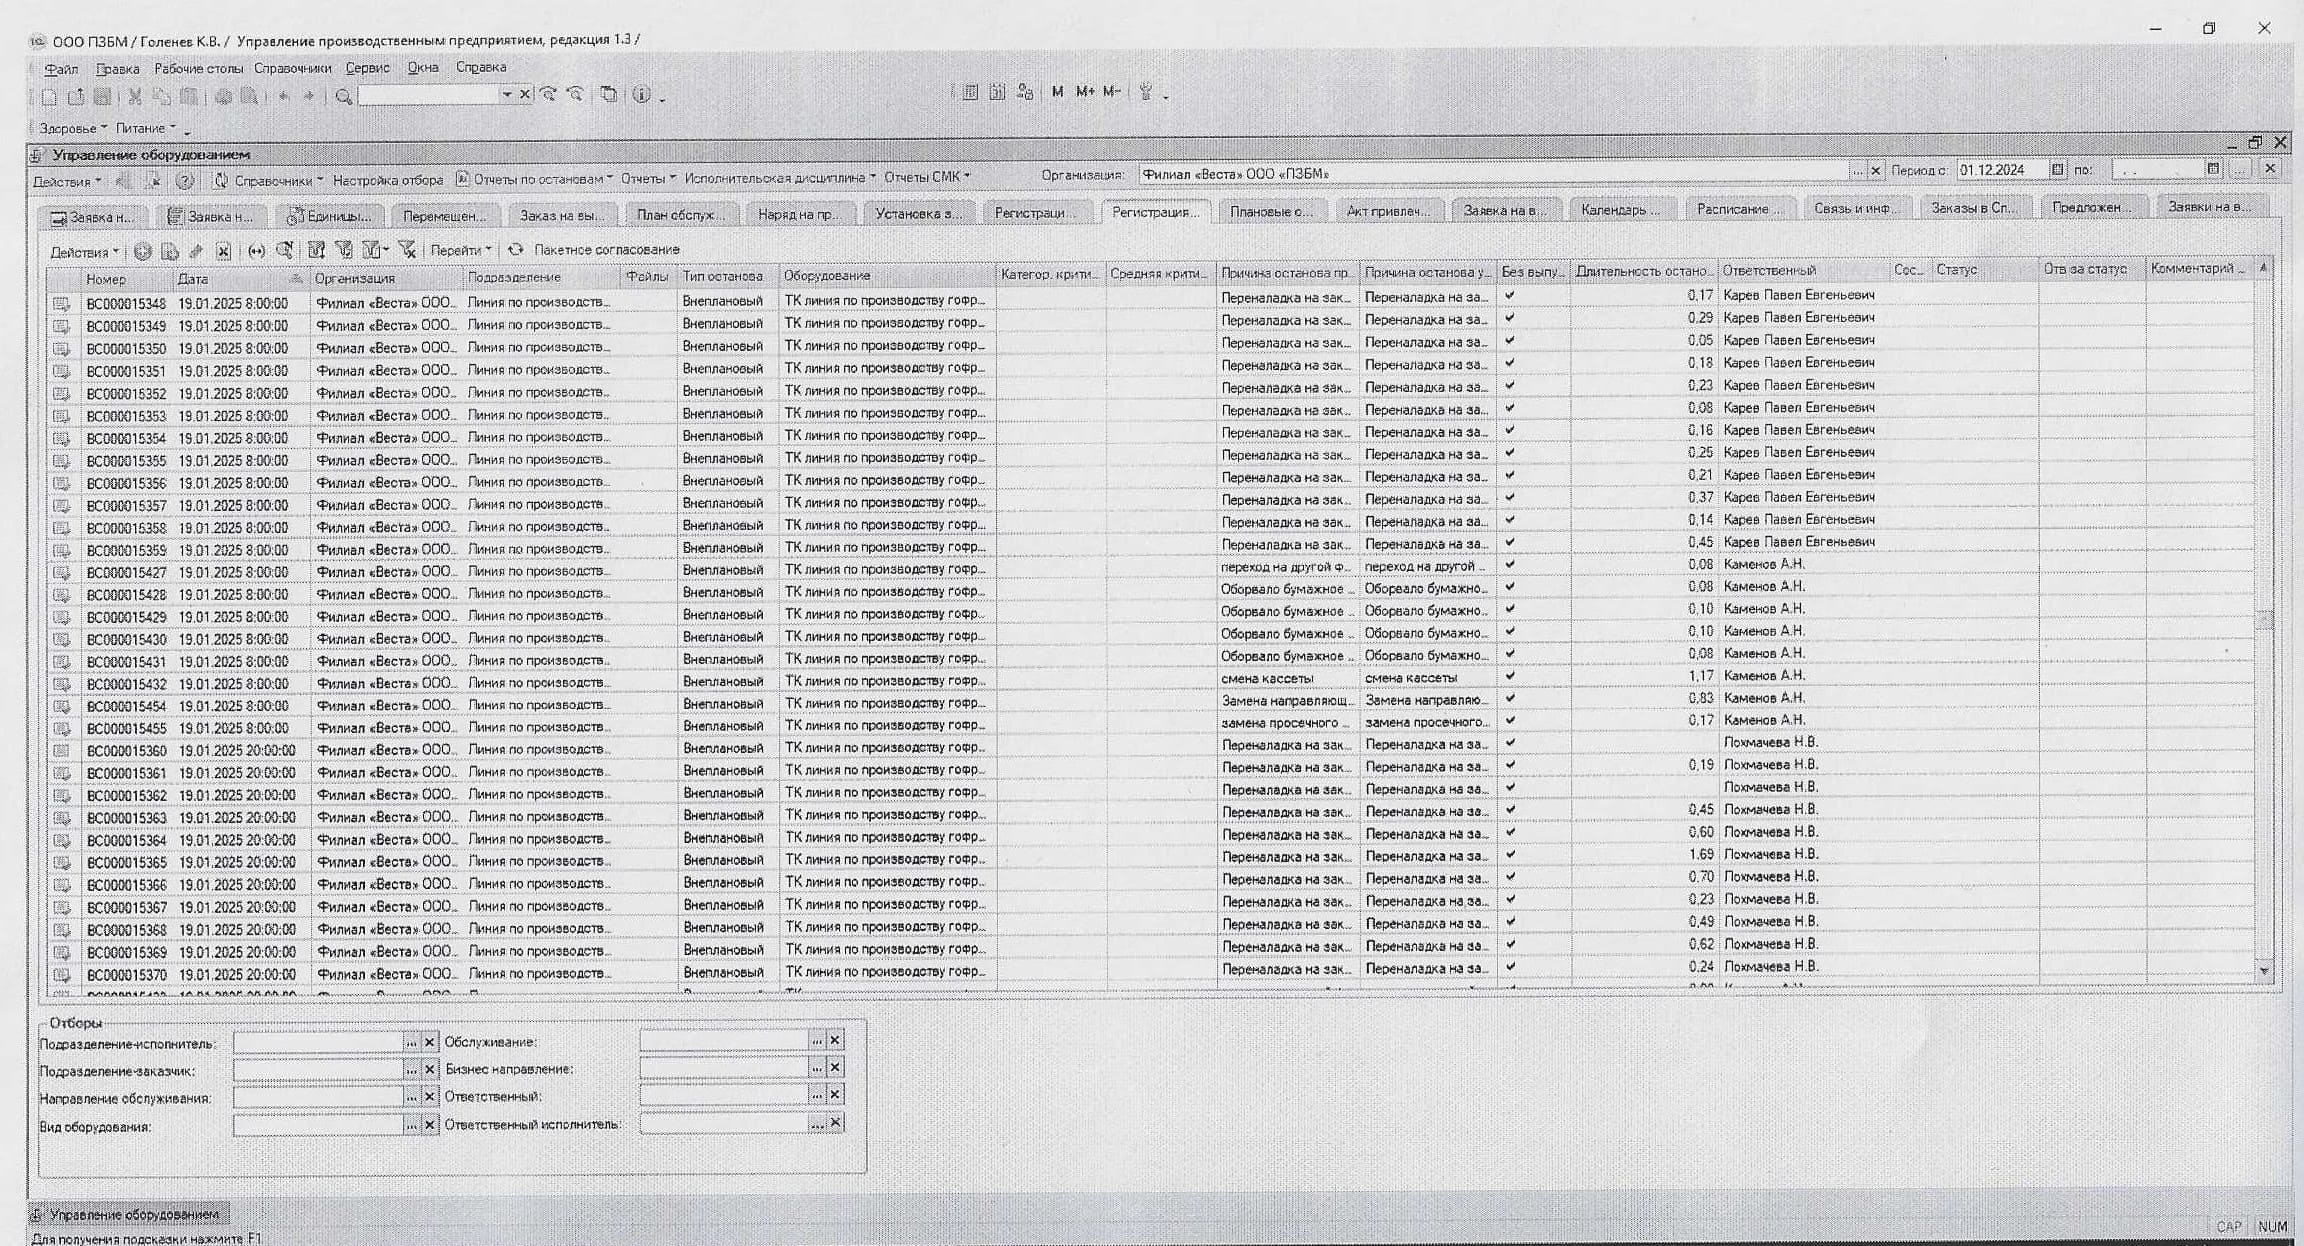 ООО ПЗБМ / Голенев К.В. / Управление производственным предприятием, редакция 1.3 /
Файл Правка Рабочие столы Справочники Сервис Окна Справка
M M+ M-
Здоровье Питание
Управление оборудованием
Действия Справочники Настройка отбора Отчеты по остановам Отчеты Исполнительская дисциплина Отчеты СМК Организация: Филиал «Веста» ООО «ПЗБМ» Период с: 01.12.2024 по: . .
Заявка н... Заявка н... Единицы... Перемещен... Заказ на вы... План обслуж... Наряд на пр... Установка з... Регистраци... Регистрация... Плановые о... Акт привлеч... Заявка на в... Календарь ... Расписание ... Связь и инф... Заказы в Сп... Предложен... Заявки на в...
Действия Перейти Пакетное согласование
Номер Дата Организация Подразделение Файлы Тип останова Оборудование Категор. крити... Средняя крити... Причина останова пр... Причина останова у... Без выпу... Длительность остано... Ответственный Сос... Статус Отв за статус Комментарий ...
ВС000015348 19.01.2025 8:00:00 Филиал «Веста» ООО... Линия по производств... Внеплановый ТК линия по производству гофр... Переналадка на зак... Переналадка на за... ✔ 0,17 Карев Павел Евгеньевич
ВС000015349 19.01.2025 8:00:00 Филиал «Веста» ООО... Линия по производств... Внеплановый ТК линия по производству гофр... Переналадка на зак... Переналадка на за... ✔ 0,29 Карев Павел Евгеньевич
ВС000015350 19.01.2025 8:00:00 Филиал «Веста» ООО... Линия по производств... Внеплановый ТК линия по производству гофр... Переналадка на зак... Переналадка на за... ✔ 0,05 Карев Павел Евгеньевич
ВС000015351 19.01.2025 8:00:00 Филиал «Веста» ООО... Линия по производств... Внеплановый ТК линия по производству гофр... Переналадка на зак... Переналадка на за... ✔ 0,18 Карев Павел Евгеньевич
ВС000015352 19.01.2025 8:00:00 Филиал «Веста» ООО... Линия по производств... Внеплановый ТК линия по производству гофр... Переналадка на зак... Переналадка на за... ✔ 0,23 Карев Павел Евгеньевич
ВС000015353 19.01.2025 8:00:00 Филиал «Веста» ООО... Линия по производств... Внеплановый ТК линия по производству гофр... Переналадка на зак... Переналадка на за... ✔ 0,08 Карев Павел Евгеньевич
ВС000015354 19.01.2025 8:00:00 Филиал «Веста» ООО... Линия по производств... Внеплановый ТК линия по производству гофр... Переналадка на зак... Переналадка на за... ✔ 0,16 Карев Павел Евгеньевич
ВС000015355 19.01.2025 8:00:00 Филиал «Веста» ООО... Линия по производств... Внеплановый ТК линия по производству гофр... Переналадка на зак... Переналадка на за... ✔ 0,25 Карев Павел Евгеньевич
ВС000015356 19.01.2025 8:00:00 Филиал «Веста» ООО... Линия по производств... Внеплановый ТК линия по производству гофр... Переналадка на зак... Переналадка на за... ✔ 0,21 Карев Павел Евгеньевич
ВС000015357 19.01.2025 8:00:00 Филиал «Веста» ООО... Линия по производств... Внеплановый ТК линия по производству гофр... Переналадка на зак... Переналадка на за... ✔ 0,37 Карев Павел Евгеньевич
ВС000015358 19.01.2025 8:00:00 Филиал «Веста» ООО... Линия по производств... Внеплановый ТК линия по производству гофр... Переналадка на зак... Переналадка на за... ✔ 0,14 Карев Павел Евгеньевич
ВС000015359 19.01.2025 8:00:00 Филиал «Веста» ООО... Линия по производств... Внеплановый ТК линия по производству гофр... Переналадка на зак... Переналадка на за... ✔ 0,45 Карев Павел Евгеньевич
ВС000015427 19.01.2025 8:00:00 Филиал «Веста» ООО... Линия по производств... Внеплановый ТК линия по производству гофр... переход на другой ф... переход на другой ... ✔ 0,08 Каменов А.Н.
ВС000015428 19.01.2025 8:00:00 Филиал «Веста» ООО... Линия по производств... Внеплановый ТК линия по производству гофр... Оборвало бумажное ... Оборвало бумажно... ✔ 0,08 Каменов А.Н.
ВС000015429 19.01.2025 8:00:00 Филиал «Веста» ООО... Линия по производств... Внеплановый ТК линия по производству гофр... Оборвало бумажное ... Оборвало бумажно... ✔ 0,10 Каменов А.Н.
ВС000015430 19.01.2025 8:00:00 Филиал «Веста» ООО... Линия по производств... Внеплановый ТК линия по производству гофр... Оборвало бумажное ... Оборвало бумажно... ✔ 0,10 Каменов А.Н.
ВС000015431 19.01.2025 8:00:00 Филиал «Веста» ООО... Линия по производств... Внеплановый ТК линия по производству гофр... Оборвало бумажное ... Оборвало бумажно... ✔ 0,08 Каменов А.Н.
ВС000015432 19.01.2025 8:00:00 Филиал «Веста» ООО... Линия по производств... Внеплановый ТК линия по производству гофр... смена кассеты смена кассеты ✔ 1,17 Каменов А.Н.
ВС000015454 19.01.2025 8:00:00 Филиал «Веста» ООО... Линия по производств... Внеплановый ТК линия по производству гофр... Замена направляющ... Замена направляю... ✔ 0,83 Каменов А.Н.
ВС000015455 19.01.2025 8:00:00 Филиал «Веста» ООО... Линия по производств... Внеплановый ТК линия по производству гофр... замена просечного ... замена просечного... ✔ 0,17 Каменов А.Н.
ВС000015360 19.01.2025 20:00:00 Филиал «Веста» ООО... Линия по производств... Внеплановый ТК линия по производству гофр... Переналадка на зак... Переналадка на за... ✔ Похмачева Н.В.
ВС000015361 19.01.2025 20:00:00 Филиал «Веста» ООО... Линия по производств... Внеплановый ТК линия по производству гофр... Переналадка на зак... Переналадка на за... ✔ 0,19 Похмачева Н.В.
ВС000015362 19.01.2025 20:00:00 Филиал «Веста» ООО... Линия по производств... Внеплановый ТК линия по производству гофр... Переналадка на зак... Переналадка на за... ✔ Похмачева Н.В.
ВС000015363 19.01.2025 20:00:00 Филиал «Веста» ООО... Линия по производств... Внеплановый ТК линия по производству гофр... Переналадка на зак... Переналадка на за... ✔ 0,45 Похмачева Н.В.
ВС000015364 19.01.2025 20:00:00 Филиал «Веста» ООО... Линия по производств... Внеплановый ТК линия по производству гофр... Переналадка на зак... Переналадка на за... ✔ 0,60 Похмачева Н.В.
ВС000015365 19.01.2025 20:00:00 Филиал «Веста» ООО... Линия по производств... Внеплановый ТК линия по производству гофр... Переналадка на зак... Переналадка на за... ✔ 1,69 Похмачева Н.В.
ВС000015366 19.01.2025 20:00:00 Филиал «Веста» ООО... Линия по производств... Внеплановый ТК линия по производству гофр... Переналадка на зак... Переналадка на за... ✔ 0,70 Похмачева Н.В.
ВС000015367 19.01.2025 20:00:00 Филиал «Веста» ООО... Линия по производств... Внеплановый ТК линия по производству гофр... Переналадка на зак... Переналадка на за... ✔ 0,23 Похмачева Н.В.
ВС000015368 19.01.2025 20:00:00 Филиал «Веста» ООО... Линия по производств... Внеплановый ТК линия по производству гофр... Переналадка на зак... Переналадка на за... ✔ 0,49 Похмачева Н.В.
ВС000015369 19.01.2025 20:00:00 Филиал «Веста» ООО... Линия по производств... Внеплановый ТК линия по производству гофр... Переналадка на зак... Переналадка на за... ✔ 0,62 Похмачева Н.В.
ВС000015370 19.01.2025 20:00:00 Филиал «Веста» ООО... Линия по производств... Внеплановый ТК линия по производству гофр... Переналадка на зак... Переналадка на за... ✔ 0,24 Похмачева Н.В.
Отборы
Подразделение-исполнитель: Обслуживание:
Подразделение-заказчик: Бизнес направление:
Направление обслуживания: Ответственный:
Вид оборудования: Ответственный исполнитель:
Управление оборудованием
CAP NUM
Для получения подсказки нажмите F1